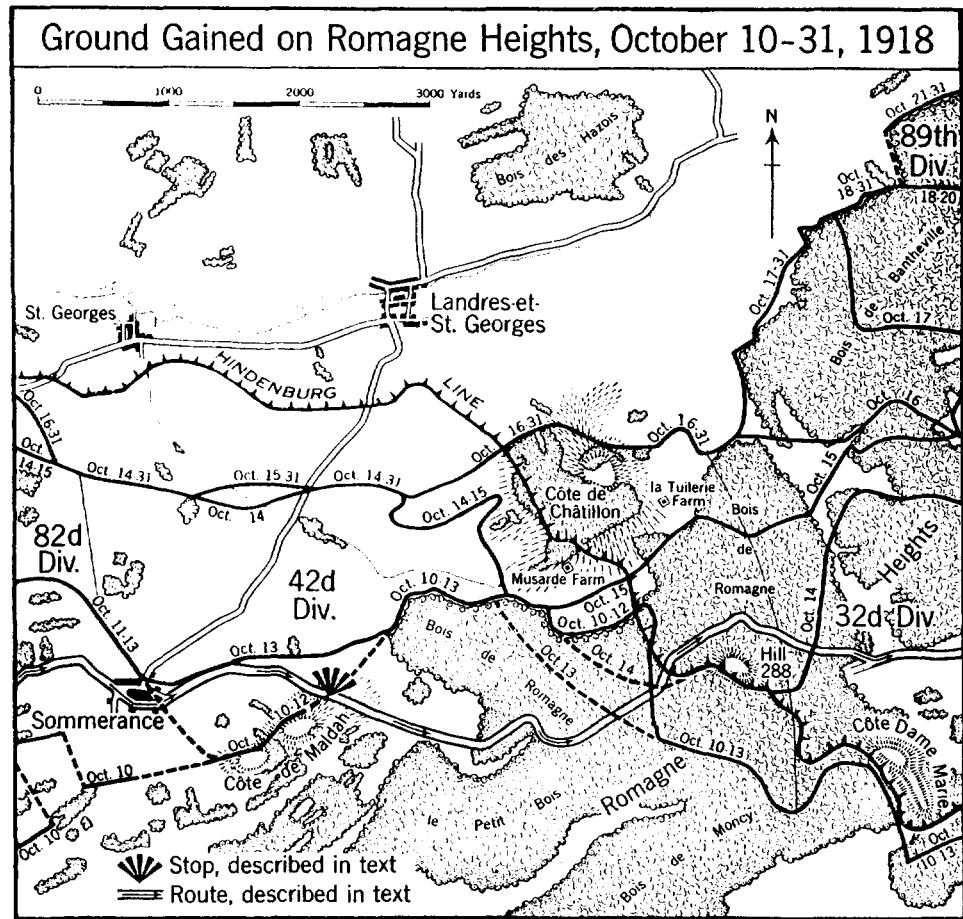 Ground Gained on Romagne Heights, October 10-31, 1918
0 1000 2000 3000 Yards
N
Oct. 21·31
89th
Div.
Bois des Hazois
Oct.
18·31
18·20
Bois de Bantheville
Oct. 17·31
Oct. 17
St. Georges
Landres-et-
St. Georges
HINDENBURG LINE
Oct. 16·31
Oct. 16·31
Oct. 16·31
Oct. 16
14·15
Oct. 14·31
Oct. 15·31
Oct. 14·31
Oct. 14
Oct. 14·15
Oct. 15
Côte de
Châtillon
la Tuilerie
Farm
Bois
de
Romagne
Heights
82d
Div.
42d
Div.
Oct. 10·13
Musarde Farm
Oct. 15
Oct. 10·12
Oct. 14
32d Div
Oct. 11·13
Oct. 13
Bois
de
Romagne
Oct. 13
Oct. 14
Hill
288
Sommerance
Oct. 10·12
Côte de Maldah
Oct. 10·13
Côte Dame Marie
Oct. 10
Oct. 10
le Petit Bois
Romagne
Bois de Moncy
Oct.
10·13
Stop, described in text
Route, described in text